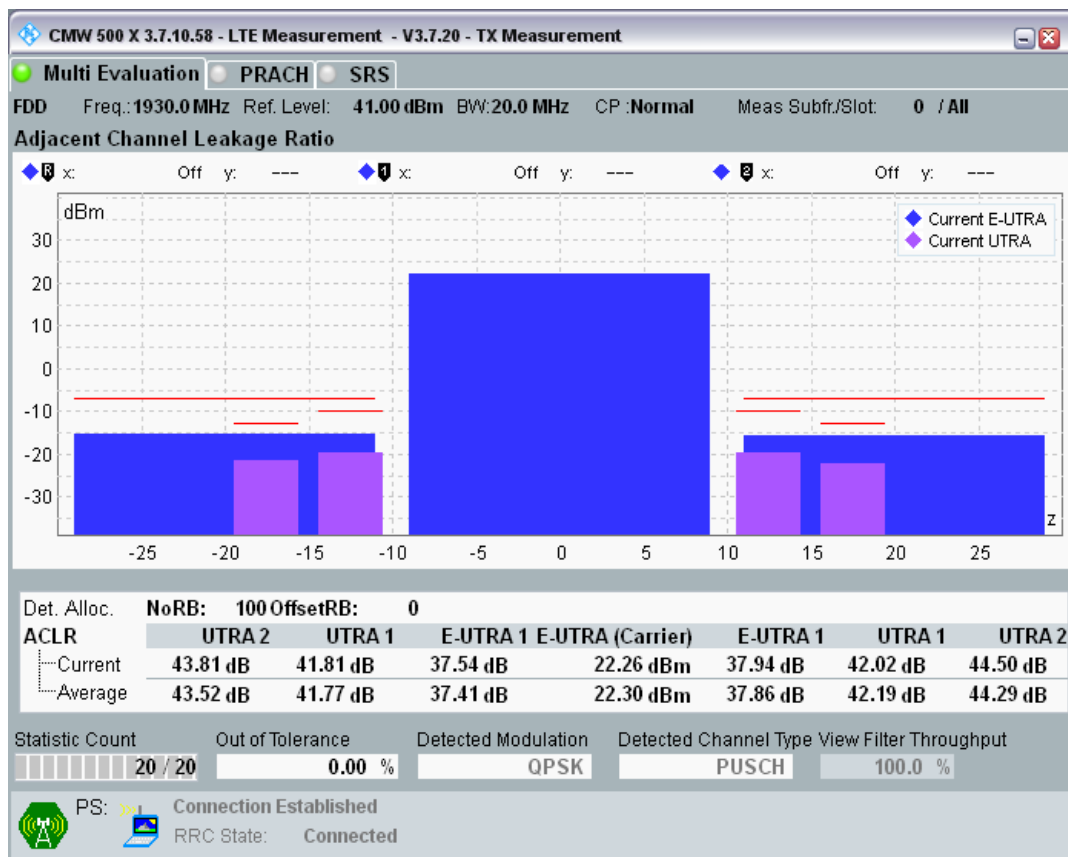 CMW 500 X 3.7.10.58 - LTE Measurement - V3.7.20 - TX Measurement
Multi Evaluation PRACH SRS
FDD Freq.:1930.0 MHz Ref. Level: 41.00 dBm BW:20.0 MHz CP :Normal Meas Subfr./Slot: 0 / All
Adjacent Channel Leakage Ratio
R x: Off y: --- 1 x: Off y: --- 2 x: Off y: ---
dBm
Current E-UTRA
Current UTRA
30
20
10
0
-10
-20
-30
z
-25 -20 -15 -10 -5 0 5 10 15 20 25
Det. Alloc. NoRB: 100 OffsetRB: 0
ACLR UTRA 2 UTRA 1 E-UTRA 1 E-UTRA (Carrier) E-UTRA 1 UTRA 1 UTRA 2
Current 43.81 dB 41.81 dB 37.54 dB 22.26 dBm 37.94 dB 42.02 dB 44.50 dB
Average 43.52 dB 41.77 dB 37.41 dB 22.30 dBm 37.86 dB 42.19 dB 44.29 dB
Statistic Count Out of Tolerance Detected Modulation Detected Channel Type View Filter Throughput
20 / 20 0.00 % QPSK PUSCH 100.0 %
PS: Connection Established
RRC State: Connected